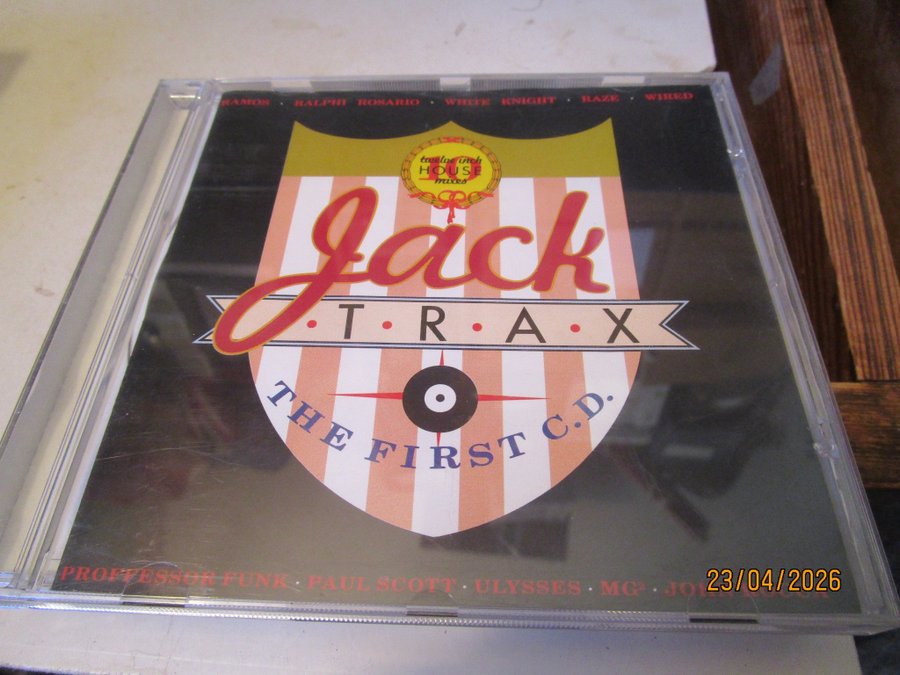 RAMOS · RALPHI ROSARIO · WHITE KNIGHT · RAZE · WIRED
10
twelve inch
HOUSE
mixes
Jack
·T·R·A·X
THE FIRST C.D.
PROFFESSOR FUNK · PAUL SCOTT · ULYSSES · MC² ·
23/04/2026